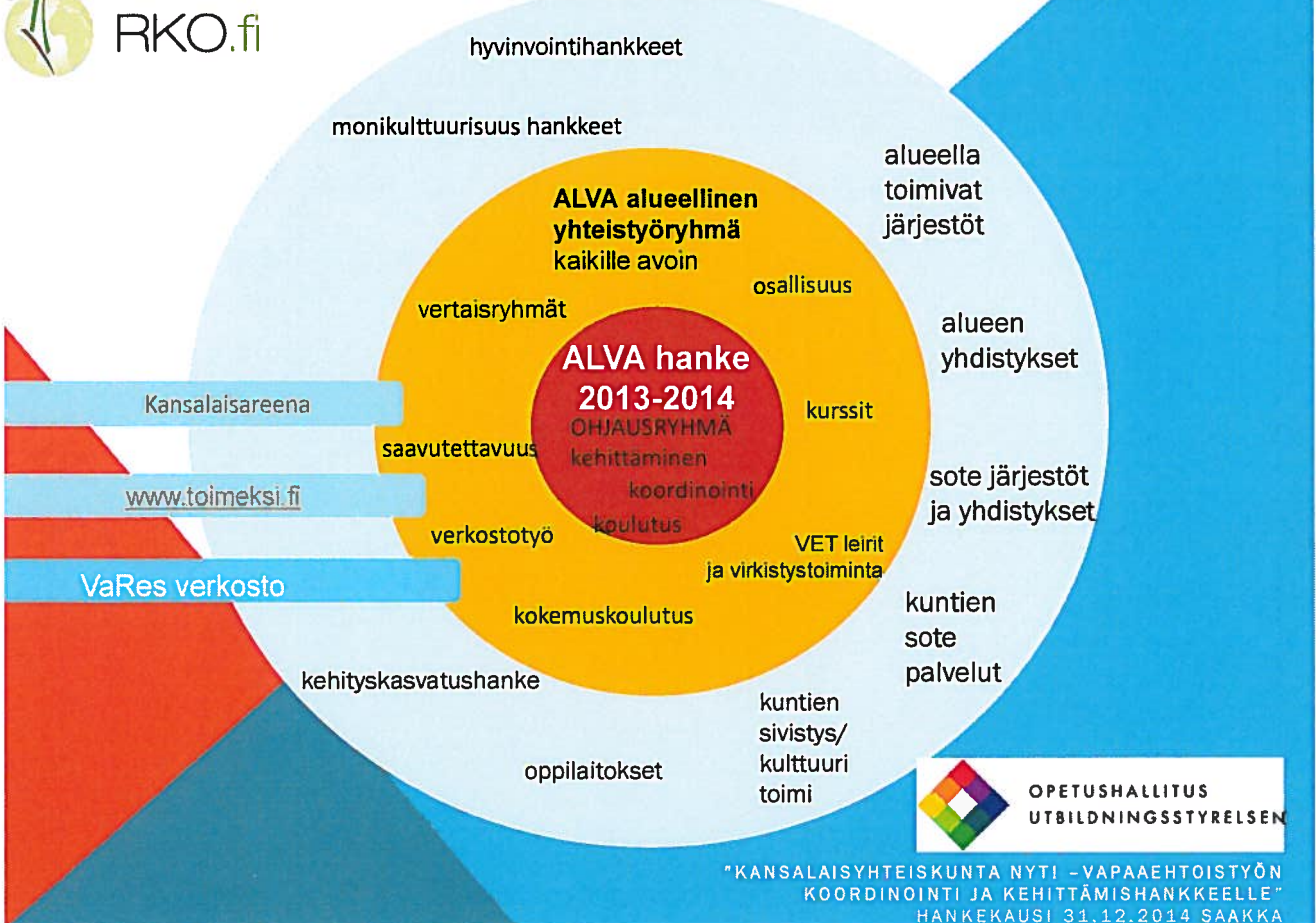 RKO.fi
hyvinvointihankkeet
monikulttuurisuus hankkeet
alueella
toimivat
järjestöt
ALVA alueellinen
yhteistyöryhmä
kaikille avoin
osallisuus
vertaisryhmät
alueen
yhdistykset
ALVA hanke
2013-2014
OHJAUSRYHMÄ
kehittäminen
koordinointi
koulutus
Kansalaisareena
kurssit
saavutettavuus
www.toimeksi.fi
sote järjestöt
ja yhdistykset
verkostotyö
VET leirit
ja virkistystoiminta
VaRes verkosto
kokemuskoulutus
kuntien
sote
palvelut
kehityskasvatushanke
kuntien
sivistys/
kulttuuri
toimi
oppilaitokset
OPETUSHALLITUS
UTBILDNINGSSTYRELSEN
"KANSALAISYHTEISKUNTA NYT! –VAPAAEHTOISTYÖN
KOORDINOINTI JA KEHITTÄMISHANKKEELLE"
HANKEKAUSI 31.12.2014 SAAKKA